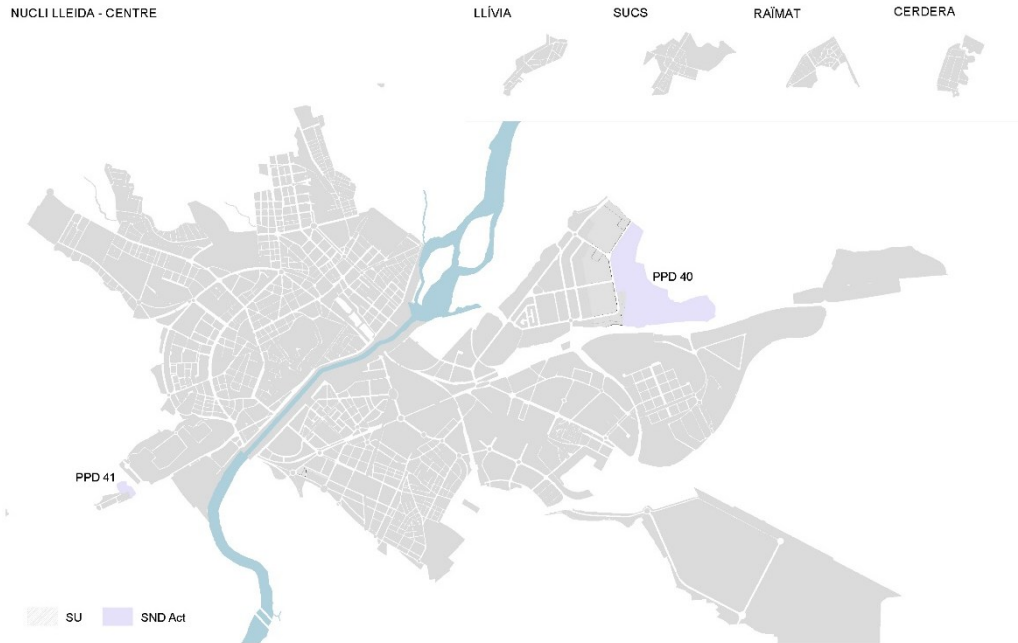 NUCLI LLEIDA - CENTRE
LLÍVIA
SUCS
RAÏMAT
CERDERA
PPD 40
PPD 41
SU
SND Act